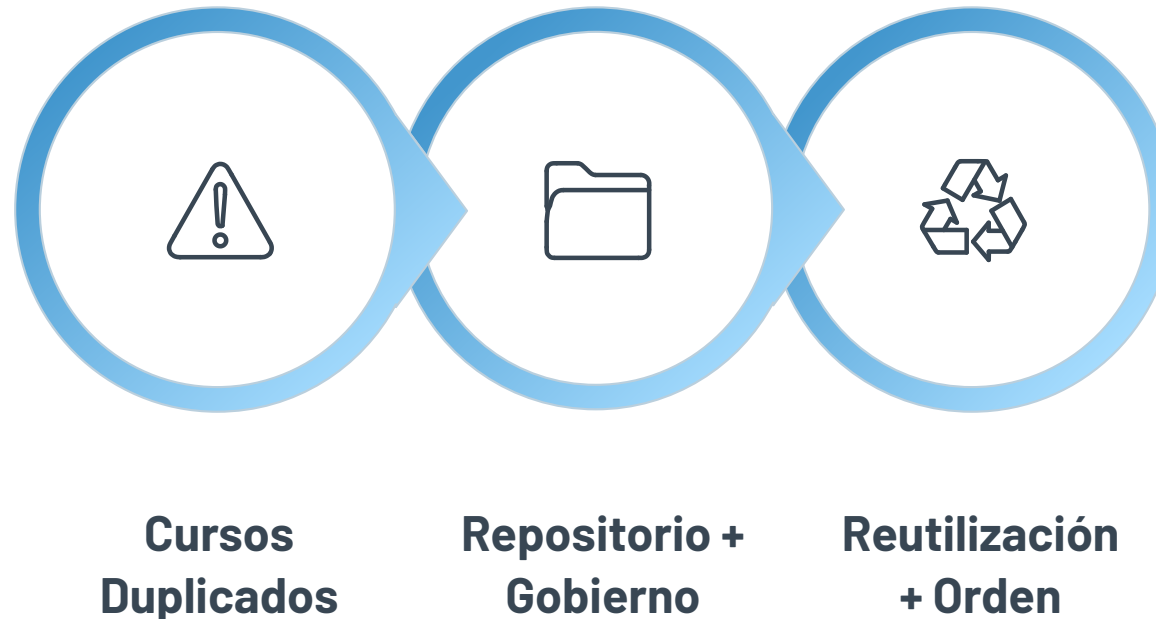 Cursos
Duplicados
Repositorio +
Gobierno
Reutilización
+ Orden